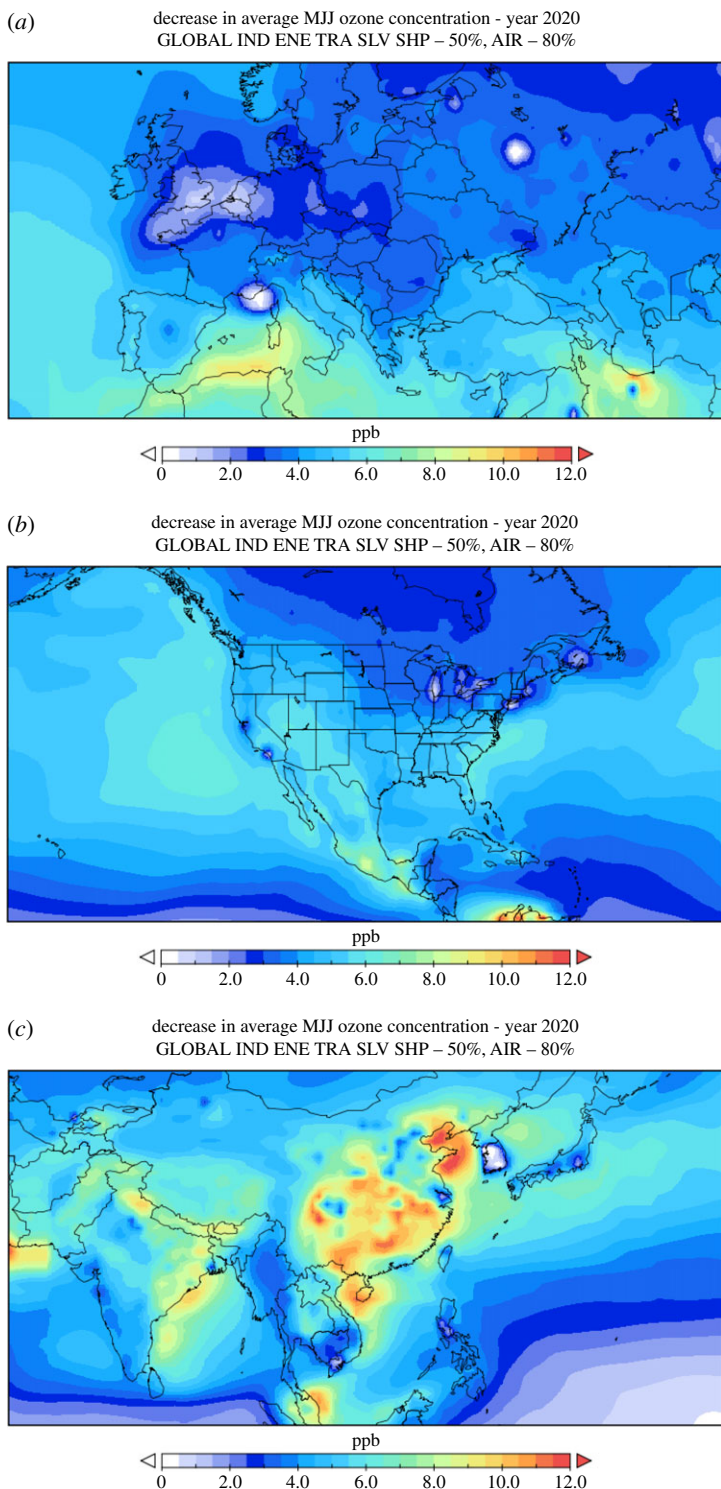 (a)
decrease in average MJJ ozone concentration - year 2020
GLOBAL IND ENE TRA SLV SHP – 50%, AIR – 80%
ppb
0 2.0 4.0 6.0 8.0 10.0 12.0
(b)
decrease in average MJJ ozone concentration - year 2020
GLOBAL IND ENE TRA SLV SHP – 50%, AIR – 80%
ppb
0 2.0 4.0 6.0 8.0 10.0 12.0
(c)
decrease in average MJJ ozone concentration - year 2020
GLOBAL IND ENE TRA SLV SHP – 50%, AIR – 80%
ppb
0 2.0 4.0 6.0 8.0 10.0 12.0